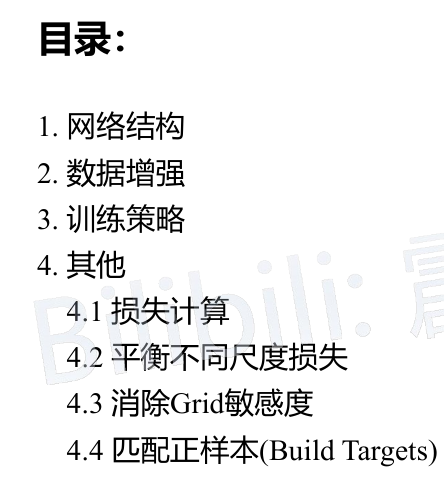 目录：
1. 网络结构
2. 数据增强
3. 训练策略
4. 其他
4.1 损失计算
4.2 平衡不同尺度损失
4.3 消除Grid敏感度
4.4 匹配正样本(Build Targets)
Bilibili: 霹